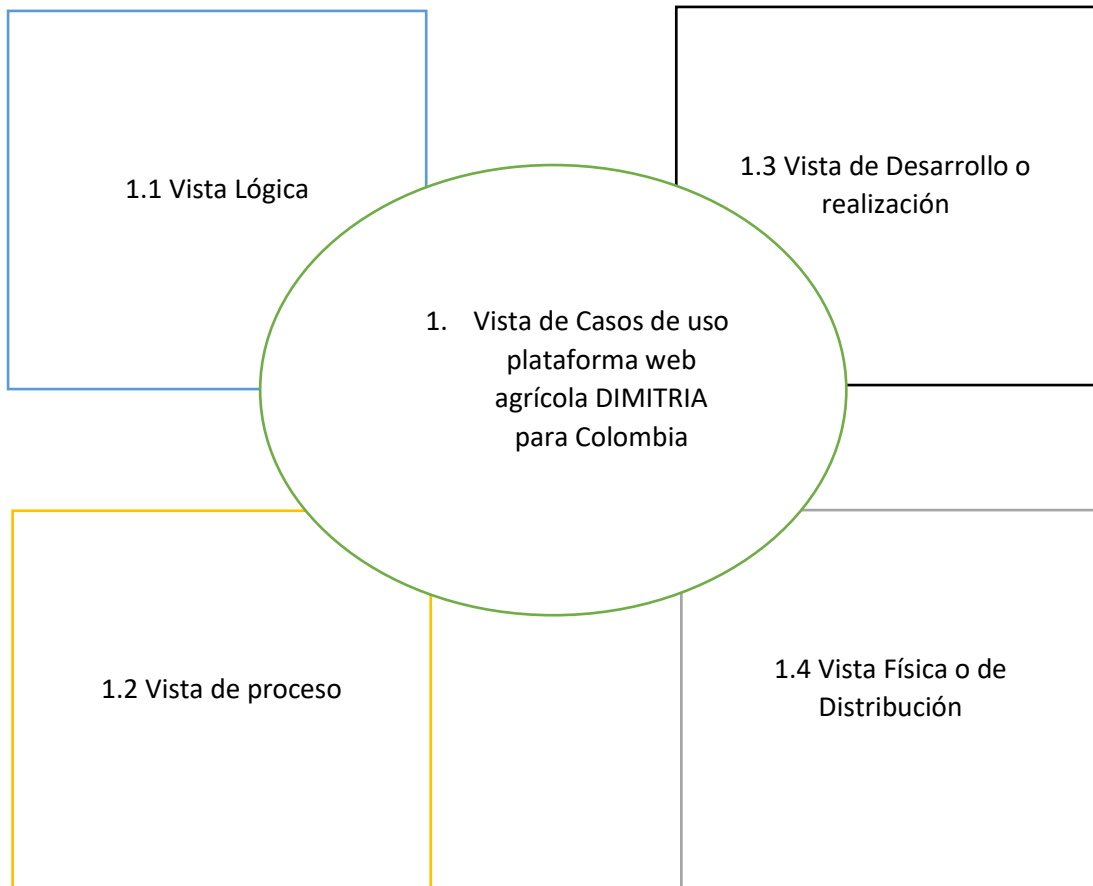 1.1 Vista Lógica
1.3 Vista de Desarrollo o
realización
1. Vista de Casos de uso
plataforma web
agrícola DIMITRIA
para Colombia
1.2 Vista de proceso
1.4 Vista Física o de
Distribución